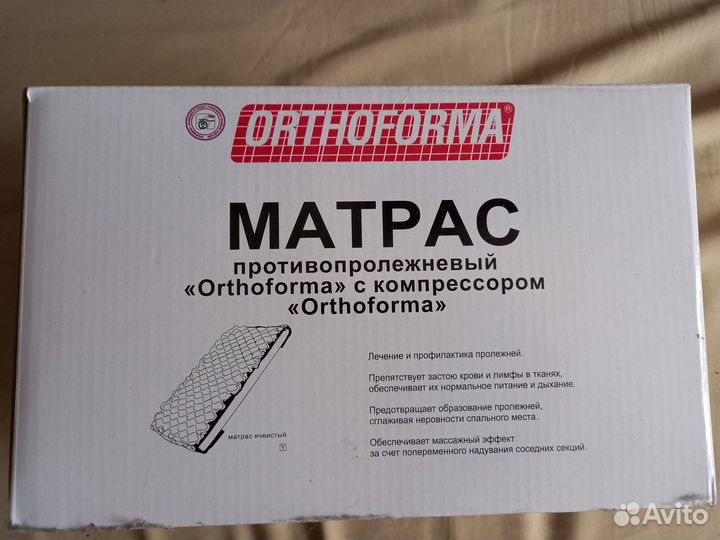 ORTHOFORMA®
МАТРАС
противопролежневый
«Orthoforma» с компрессором
«Orthoforma»
Лечение и профилактика пролежней.
Препятствует застою крови и лимфы в тканях,
обеспечивает их нормальное питание и дыхание.
Предотвращает образование пролежней,
сглаживая неровности спального места.
Обеспечивает массажный эффект
за счет попеременного надувания соседних секций.
матрас ячеистый
Y
Avito